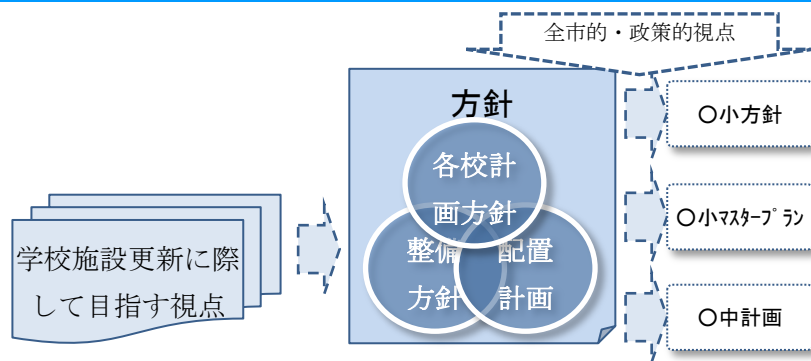 全市的・政策的視点
方針
各校計
画方針
整備
方針
配置
計画
学校施設更新に際
して目指す視点
〇小方針
〇小ﾏｽﾀｰﾌﾟﾗﾝ
〇中計画